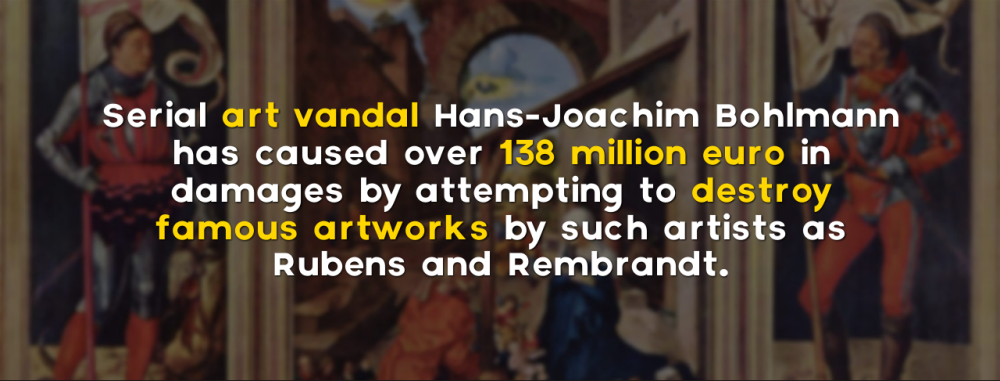 Serial art vandal Hans-Joachim Bohlmann
has caused over 138 million euro in
damages by attempting to destroy
famous artworks by such artists as
Rubens and Rembrandt.